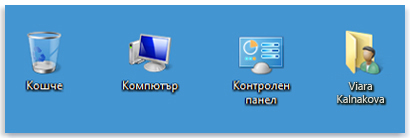 Кошче
Компютър
Контролен
панел
Viara
Kalnakova